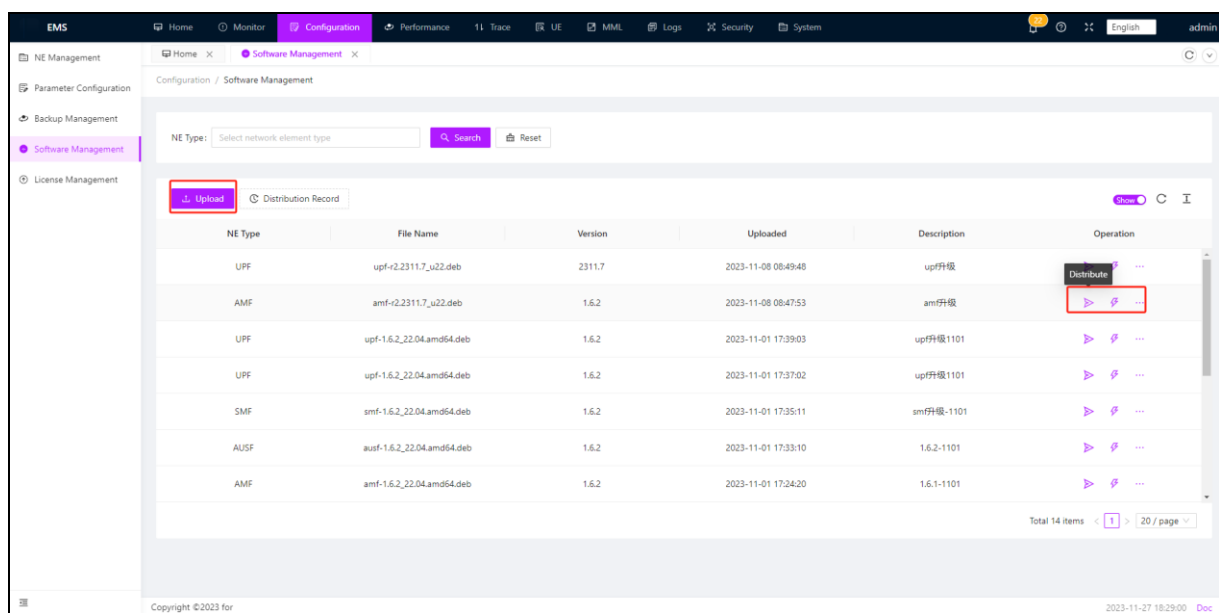 EMS
Home
Monitor
Configuration
Performance
Trace
UE
MML
Logs
Security
System
22
English
admin
NE Management
Parameter Configuration
Backup Management
Software Management
License Management
Home
Software Management
Configuration / Software Management
NE Type: Select network element type
Search
Reset
Upload
Distribution Record
Show
NE Type File Name Version Uploaded Description Operation
UPF upf-r2.2311.7_u22.deb 2311.7 2023-11-08 08:49:48 upf升级
Distribute
AMF amf-r2.2311.7_u22.deb 1.6.2 2023-11-08 08:47:53 amf升级
UPF upf-1.6.2_22.04.amd64.deb 1.6.2 2023-11-01 17:39:03 upf升级1101
UPF upf-1.6.2_22.04.amd64.deb 1.6.2 2023-11-01 17:37:02 upf升级1101
SMF smf-1.6.2_22.04.amd64.deb 1.6.2 2023-11-01 17:35:11 smf升级-1101
AUSF ausf-1.6.2_22.04.amd64.deb 1.6.2 2023-11-01 17:33:10 1.6.2-1101
AMF amf-1.6.2_22.04.amd64.deb 1.6.2 2023-11-01 17:24:20 1.6.1-1101
Total 14 items < 1 > 20 / page
Copyright ©2023 for
2023-11-27 18:29:00 Doc